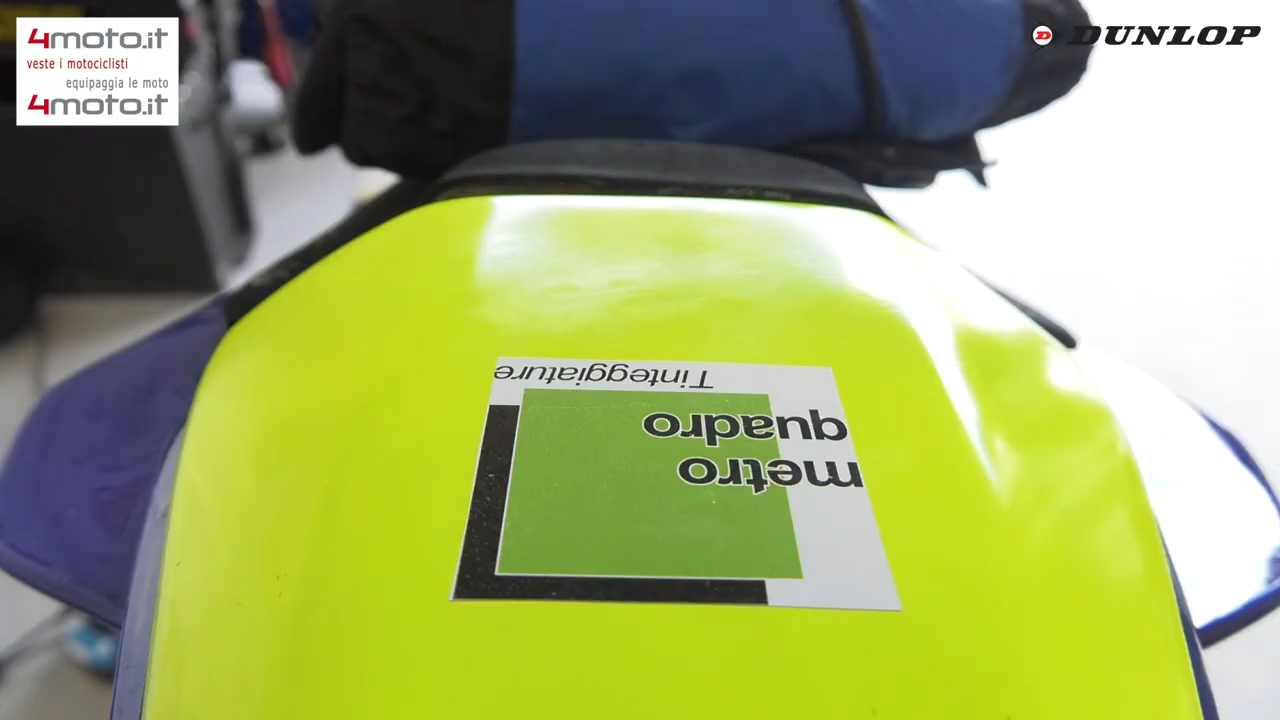 4moto.it
veste i motociclisti
equipaggia le moto
4moto.it
D DUNLOP
metro
quadro
Tinteggiature